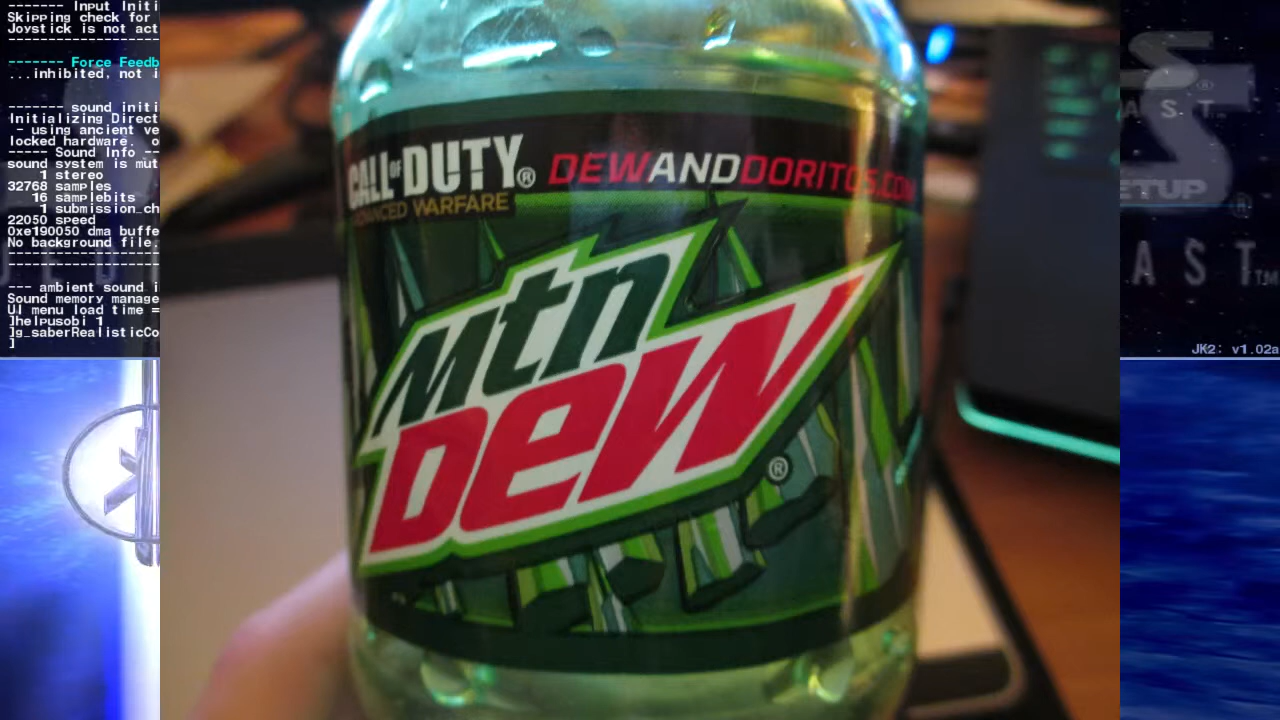 ------- Input Initi
Skipping check for
Joystick is not act
------- Force Feedb
...inhibited, not i
------- sound initi
Initializing Direct
- using ancient ve
locked hardware. o
----- Sound Info --
sound system is mut
1 stereo
32768 samples
16 samplebits
1 submission_ch
22050 speed
0xe190050 dma buffe
No background file.
--- ambient sound i
Sound memory manage
UI menu load time =
]helpusobi 1
]g_saberRealisticCo
]
CALL OF DUTY®
ADVANCED WARFARE
DEWANDDORITOS.COM
Mtn
DEW
®
AST™
SETUP
®
AST™
JK2: v1.02a